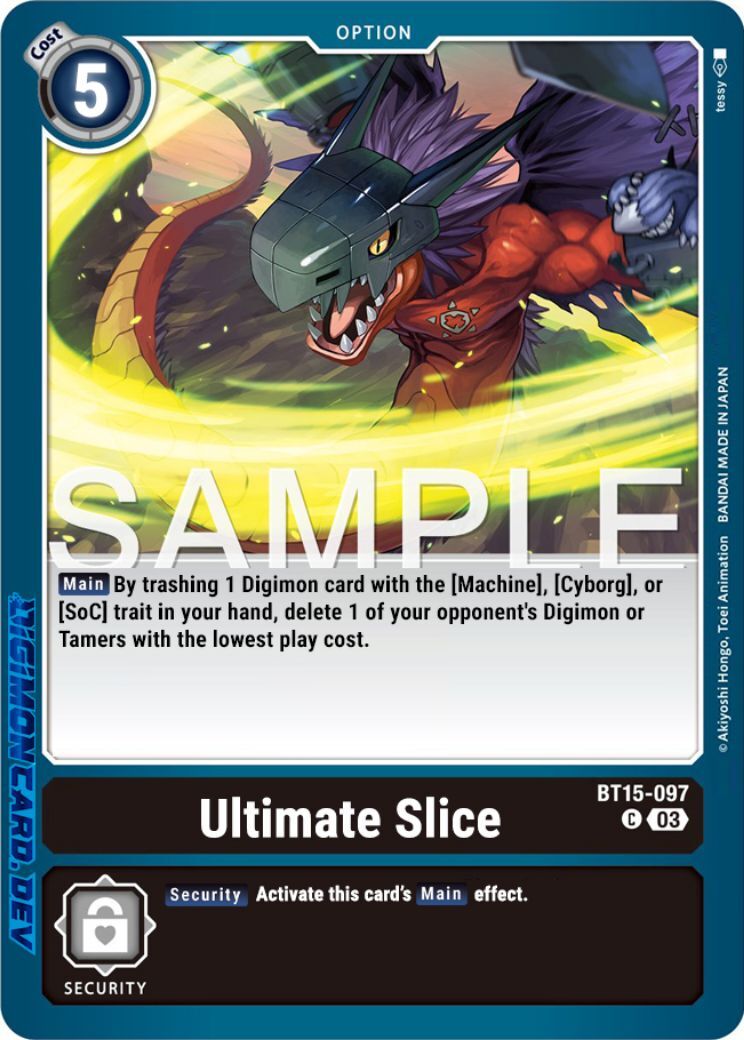 OPTION
Cost
5
tessy
SAMPLE
Main By trashing 1 Digimon card with the [Machine], [Cyborg], or
[SoC] trait in your hand, delete 1 of your opponent's Digimon or
Tamers with the lowest play cost.
© Akiyoshi Hongo, Toei Animation BANDAI MADE IN JAPAN
DIGIMONCARD.DEV
BT15-097
Ultimate Slice
C 03
Security Activate this card's Main effect.
SECURITY